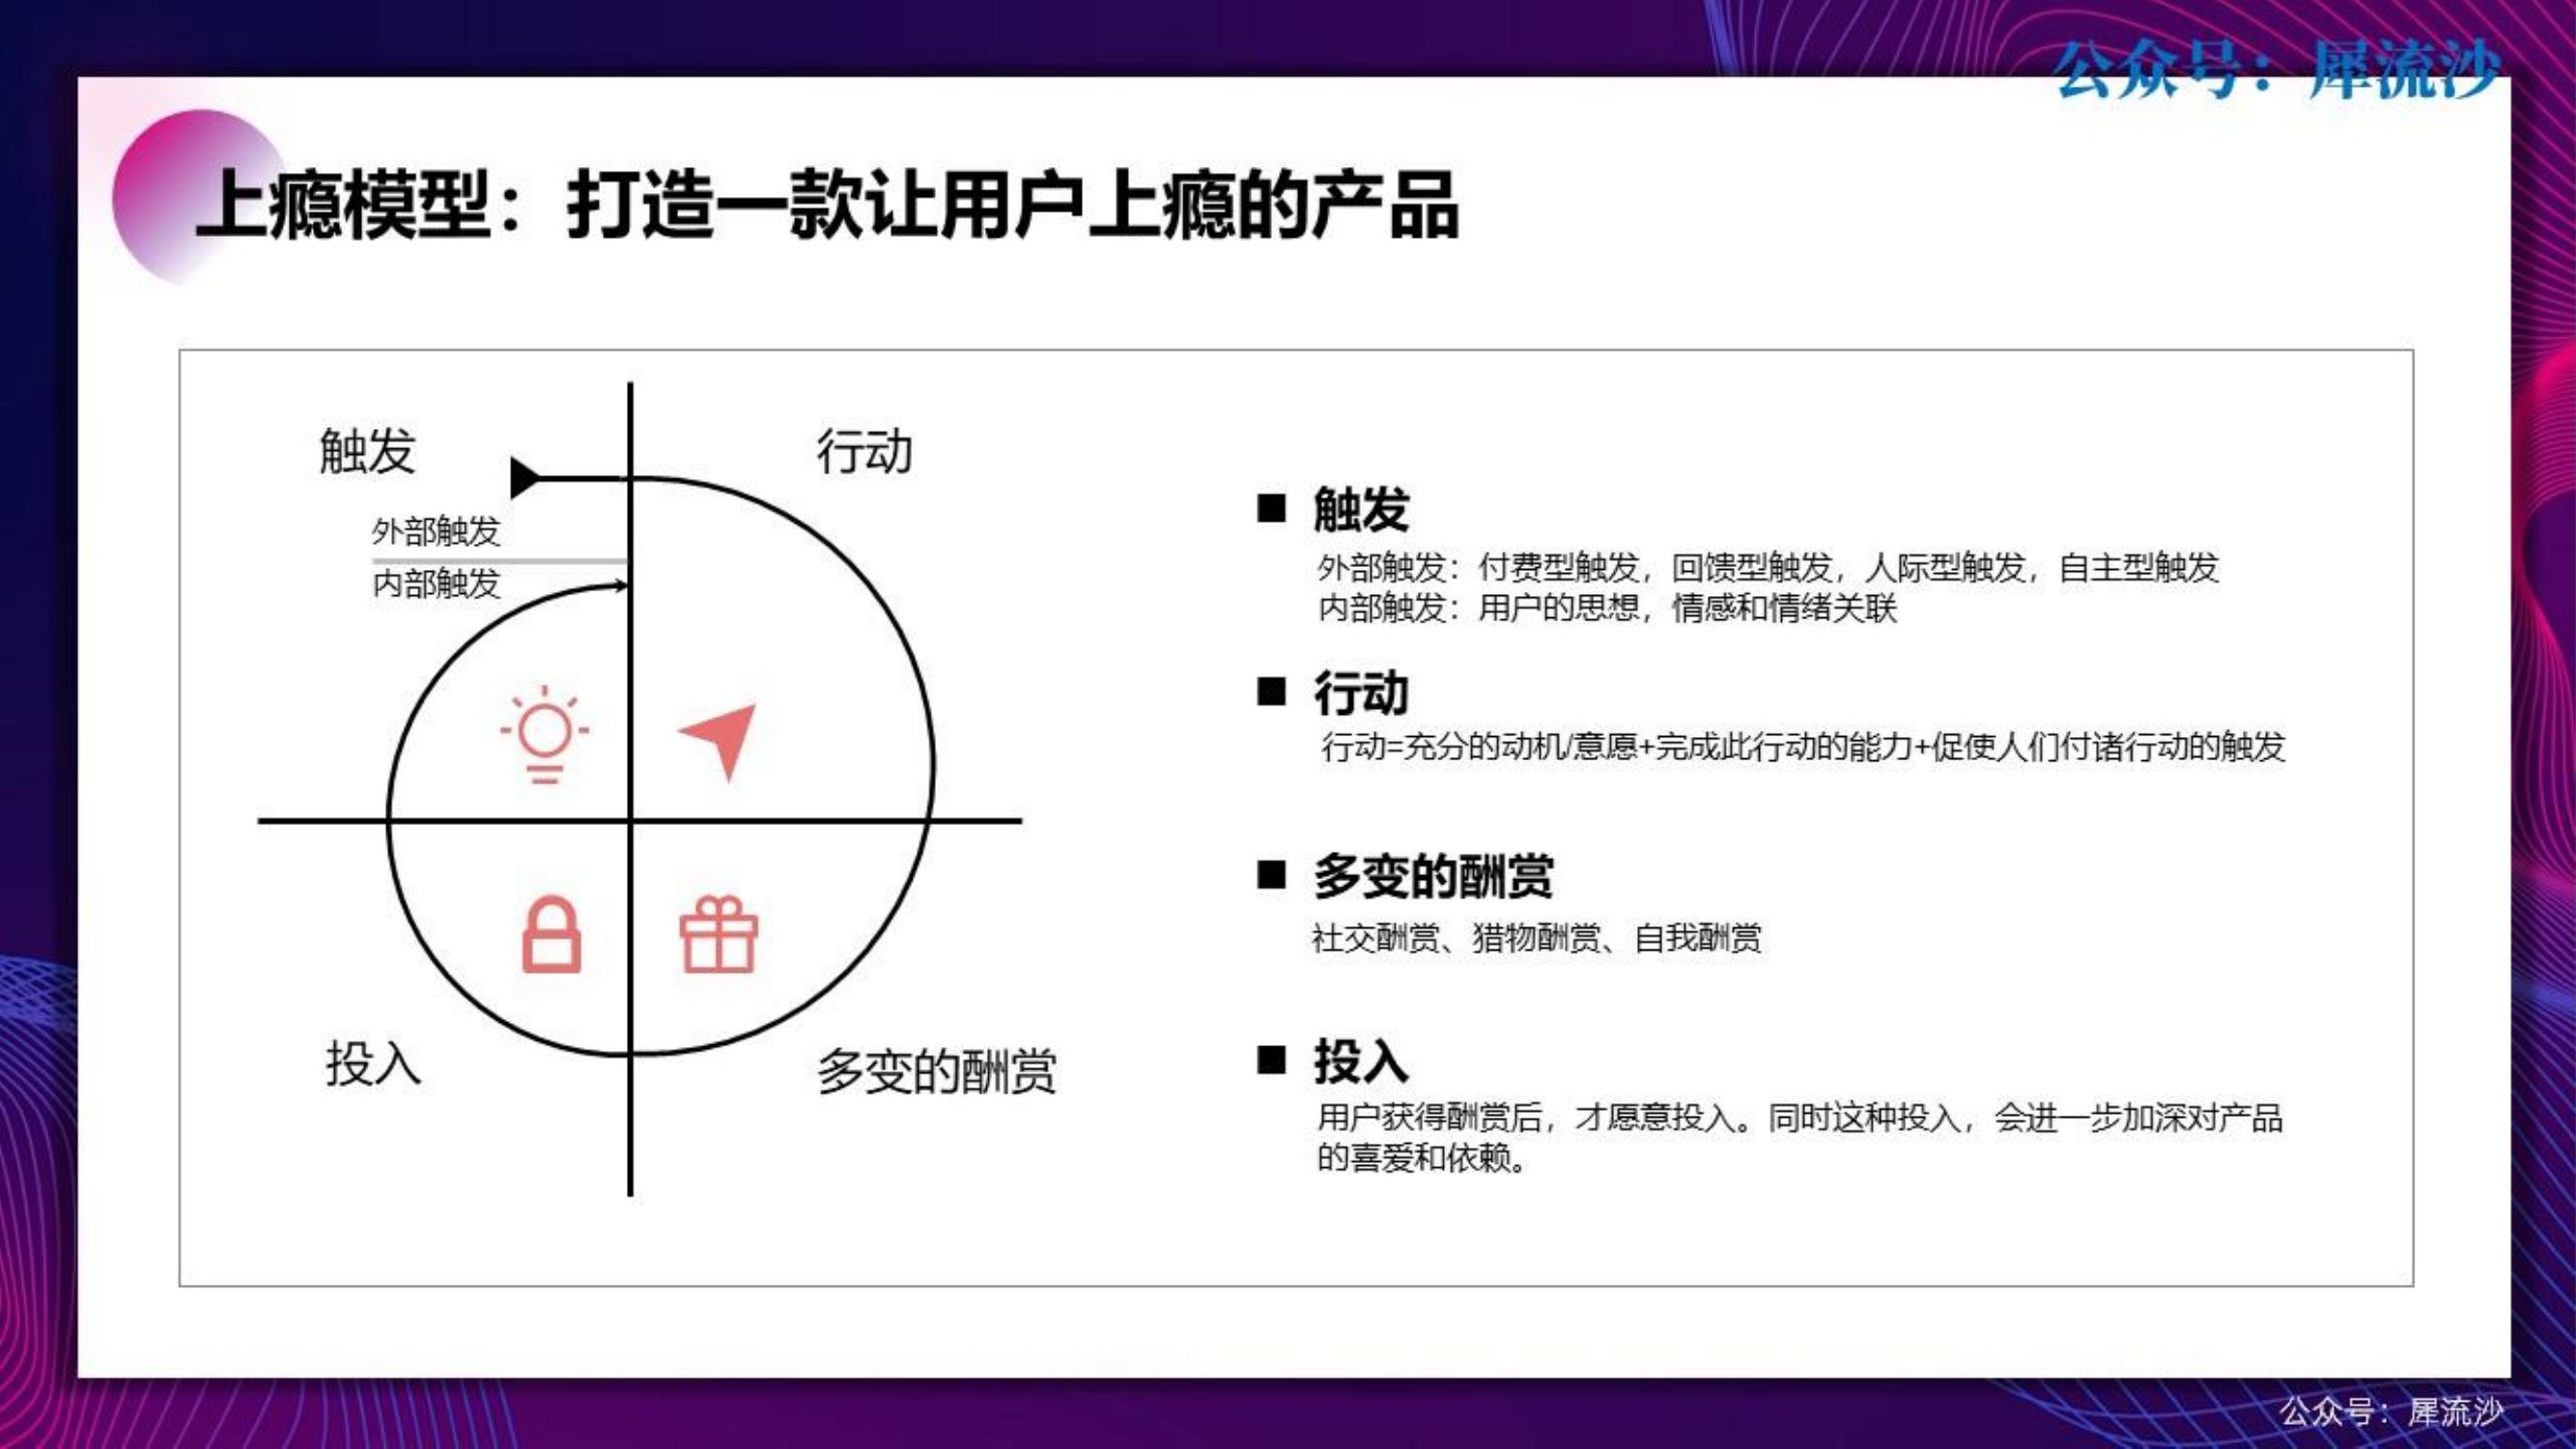 公众号：犀流沙
上瘾模型：打造一款让用户上瘾的产品
触发
行动
外部触发
内部触发
投入
多变的酬赏
触发
外部触发：付费型触发，回馈型触发，人际型触发，自主型触发
内部触发：用户的思想，情感和情绪关联
行动
行动=充分的动机/意愿+完成此行动的能力+促使人们付诸行动的触发
多变的酬赏
社交酬赏、猎物酬赏、自我酬赏
投入
用户获得酬赏后，才愿意投入。同时这种投入，会进一步加深对产品
的喜爱和依赖。
公众号：犀流沙